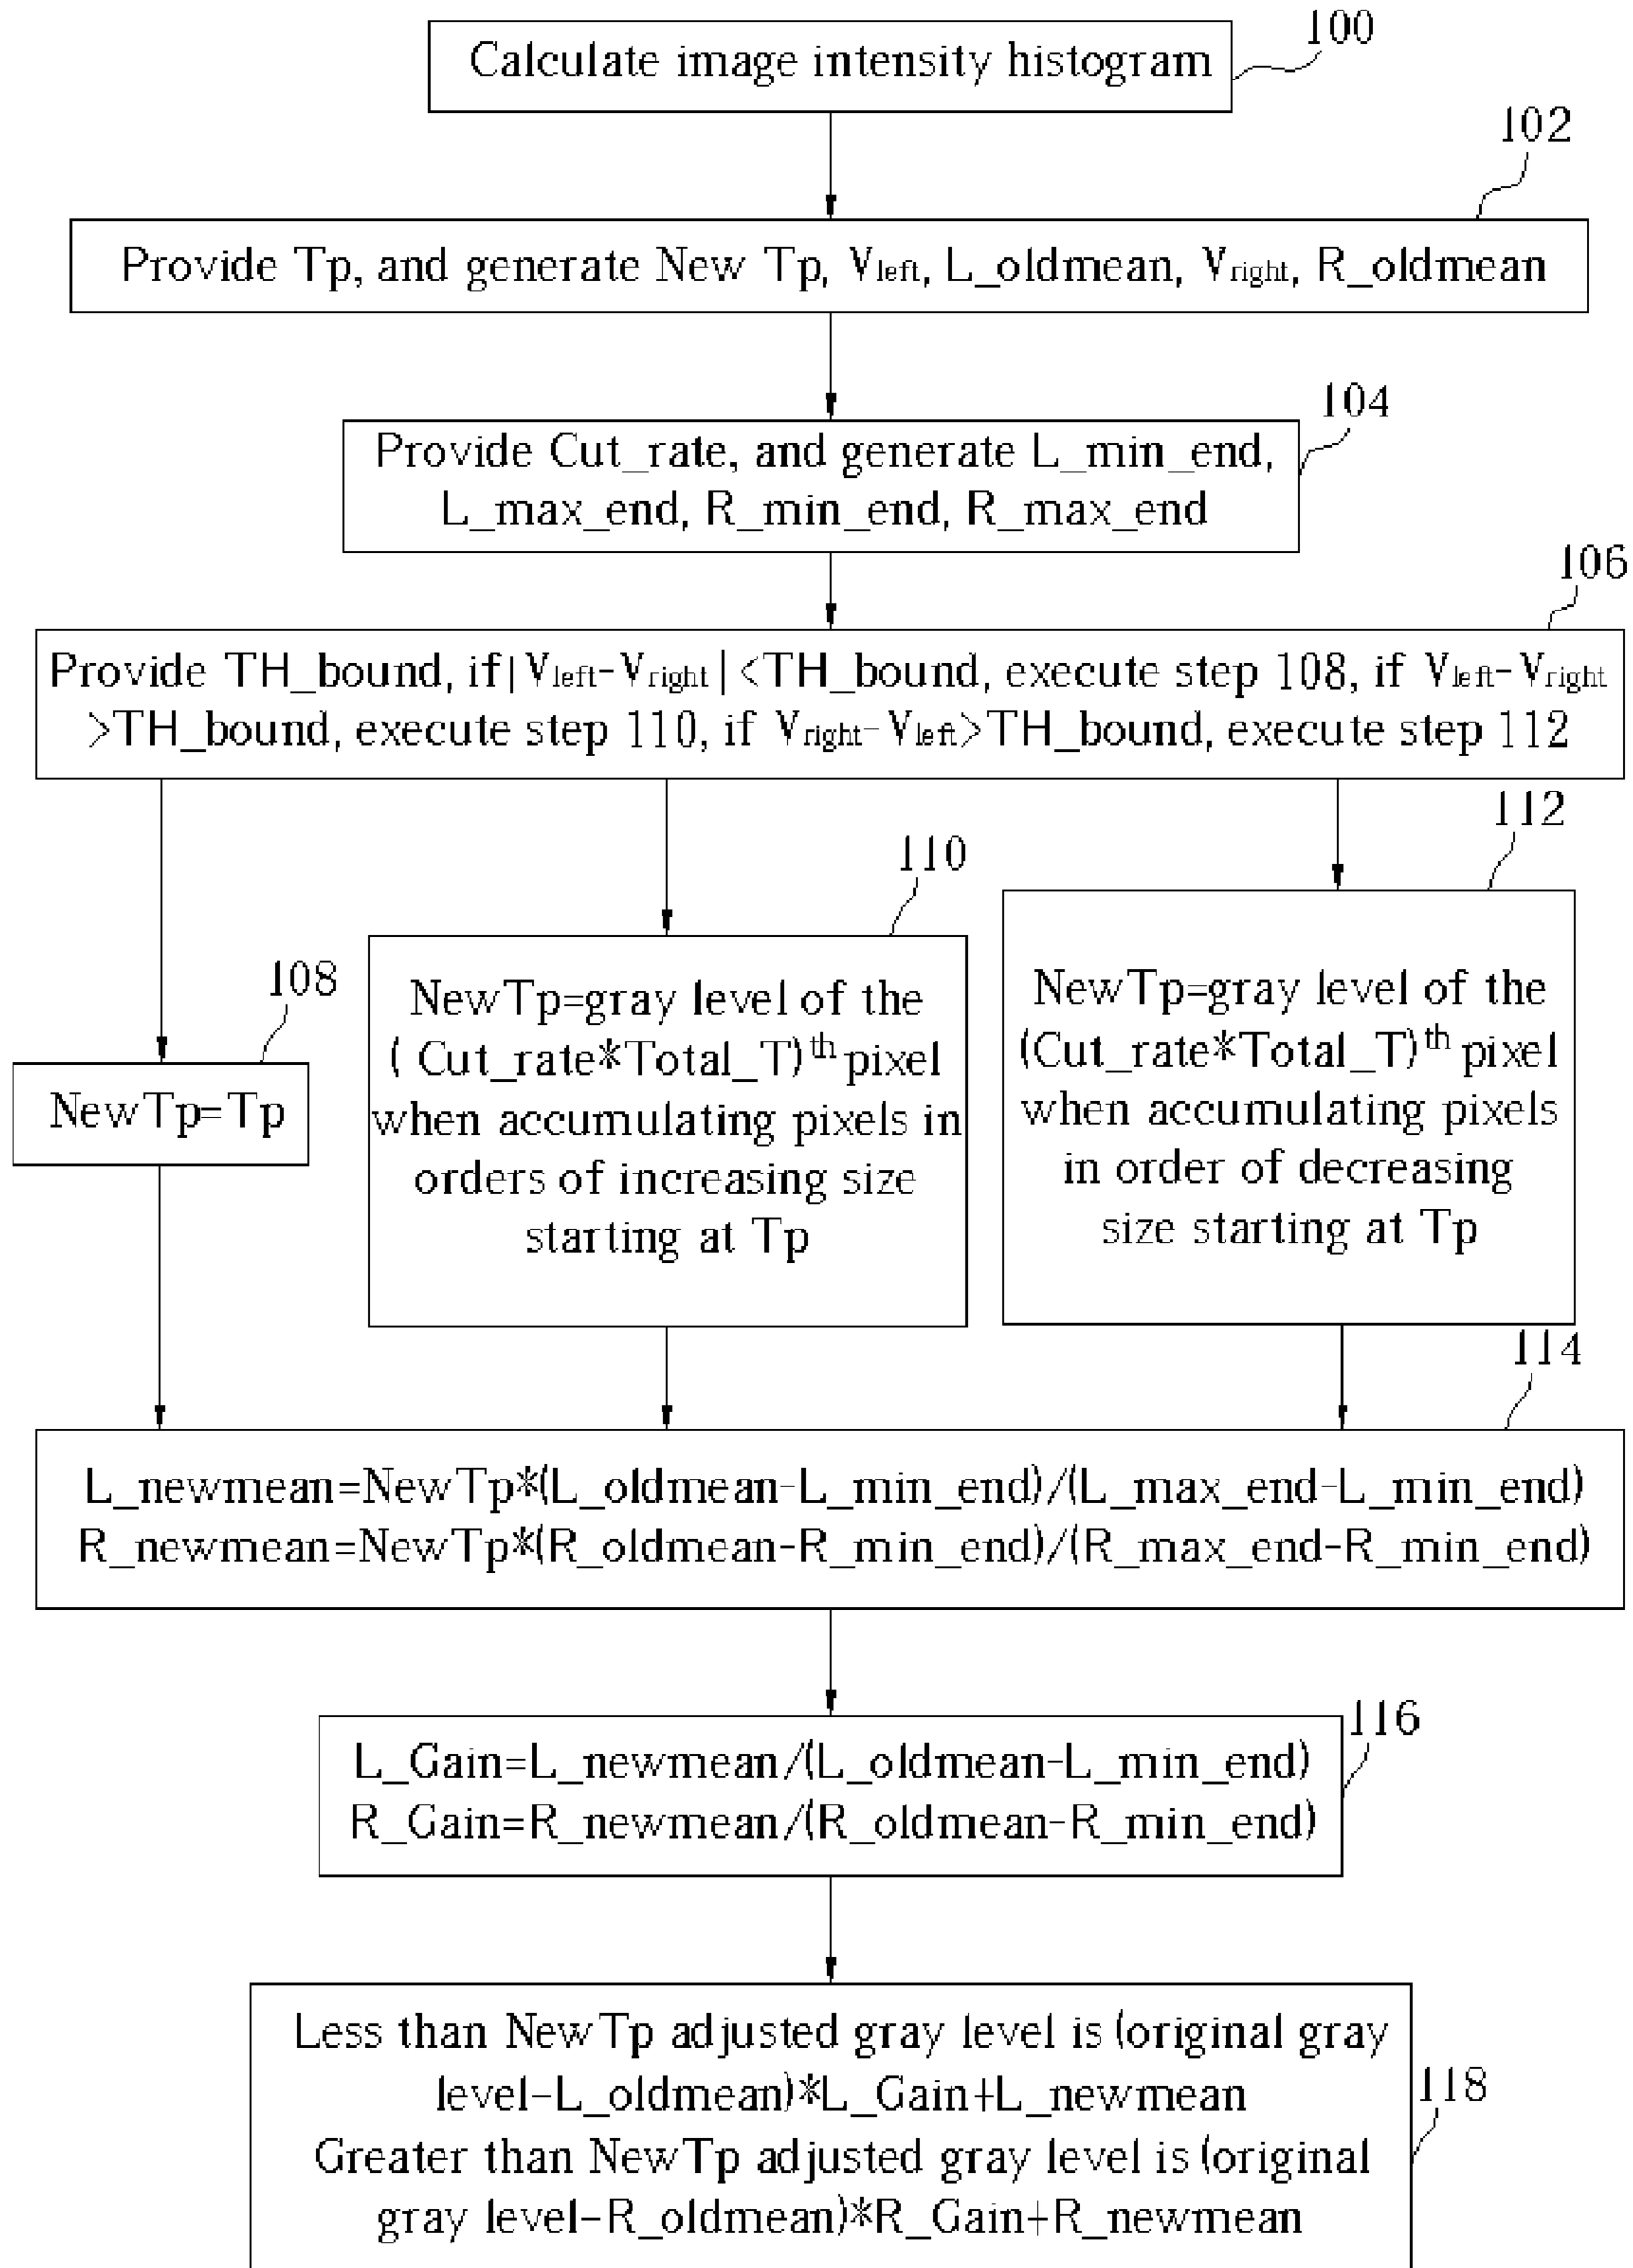 Calculate image intensity histogram
100
102
Provide Tp, and generate New Tp, Vleft, L_oldmean, Vright, R_oldmean
104
Provide Cut_rate, and generate L_min_end,
L_max_end, R_min_end, R_max_end
106
Provide TH_bound, if|Vleft-Vright|<TH_bound, execute step 108, if Vleft-Vright
>TH_bound, execute step 110, if Vright-Vleft>TH_bound, execute step 112
108
NewTp=Tp
110
NewTp=gray level of the
( Cut_rate*Total_T)th pixel
when accumulating pixels in
orders of increasing size
starting at Tp
112
NewTp=gray level of the
(Cut_rate*Total_T)th pixel
when accumulating pixels
in order of decreasing
size starting at Tp
114
L_newmean=NewTp*(L_oldmean-L_min_end)/(L_max_end-L_min_end)
R_newmean=NewTp*(R_oldmean-R_min_end)/(R_max_end-R_min_end)
116
L_Gain=L_newmean/(L_oldmean-L_min_end)
R_Gain=R_newmean/(R_oldmean-R_min_end)
Less than NewTp adjusted gray level is (original gray
level-L_oldmean)*L_Gain+L_newmean
Greater than NewTp adjusted gray level is (original
gray level-R_oldmean)*R_Gain+R_newmean
118